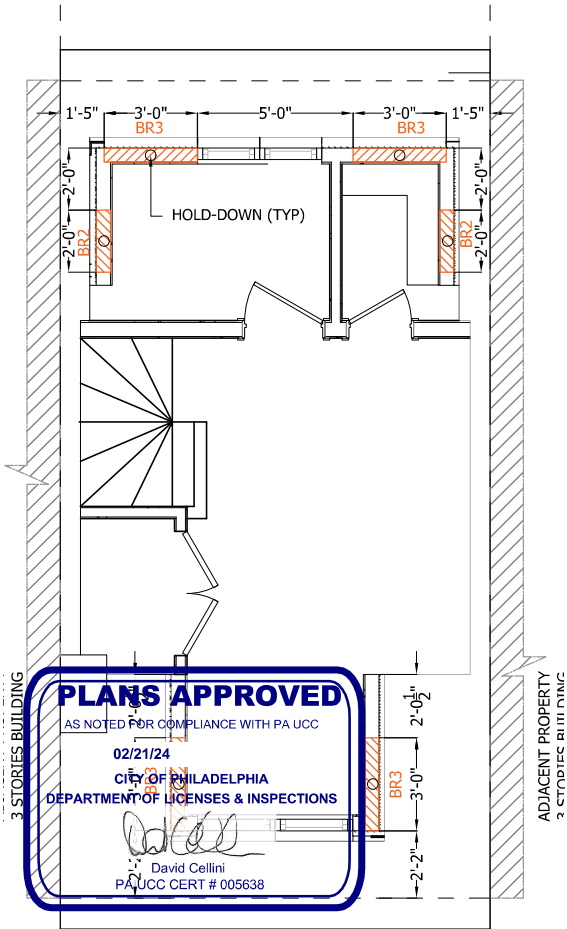 1'-5" 3'-0" 5'-0" 3'-0" 1'-5"
BR3 BR3
2'-0" 2'-0"
HOLD-DOWN (TYP)
2'-0" BR2 BR2 2'-0"
3 STORIES BUILDING
ADJACENT PROPERTY
3 STORIES BUILDING
2'-0 1/2"
BR3 3'-0"
2'-2"
BR3
PLANS APPROVED
AS NOTED FOR COMPLIANCE WITH PA UCC
02/21/24
CITY OF PHILADELPHIA
DEPARTMENT OF LICENSES & INSPECTIONS
David Cellini
PA UCC CERT # 005638